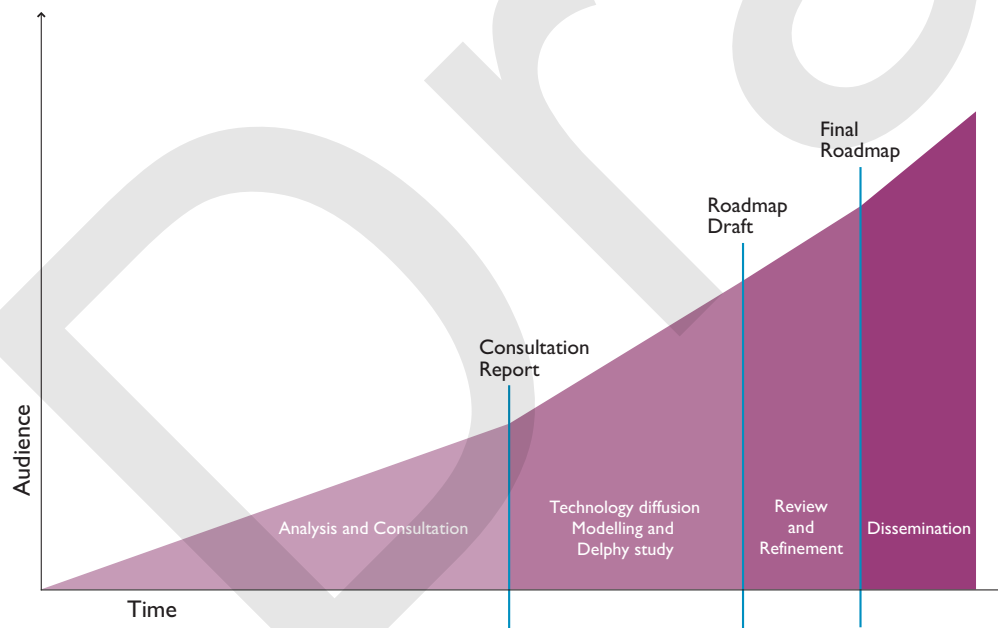 Final
Roadmap
Roadmap
Draft
Consultation
Report
Audience
Analysis and Consultation
Technology diffusion
Modelling and
Delphy study
Review
and
Refinement
Dissemination
Time